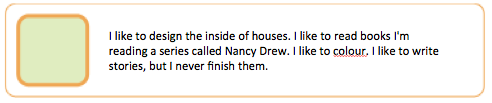 I like to design the inside of houses. I like to read books I'm
reading a series called Nancy Drew. I like to colour. I like to write
stories, but I never finish them.